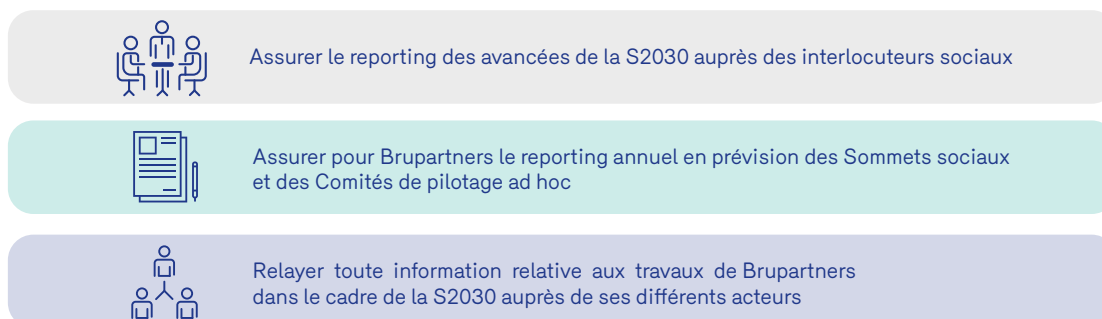 Assurer le reporting des avancées de la S2030 auprès des interlocuteurs sociaux
Assurer pour Brupartners le reporting annuel en prévision des Sommets sociaux
et des Comités de pilotage ad hoc
Relayer toute information relative aux travaux de Brupartners
dans le cadre de la S2030 auprès de ses différents acteurs